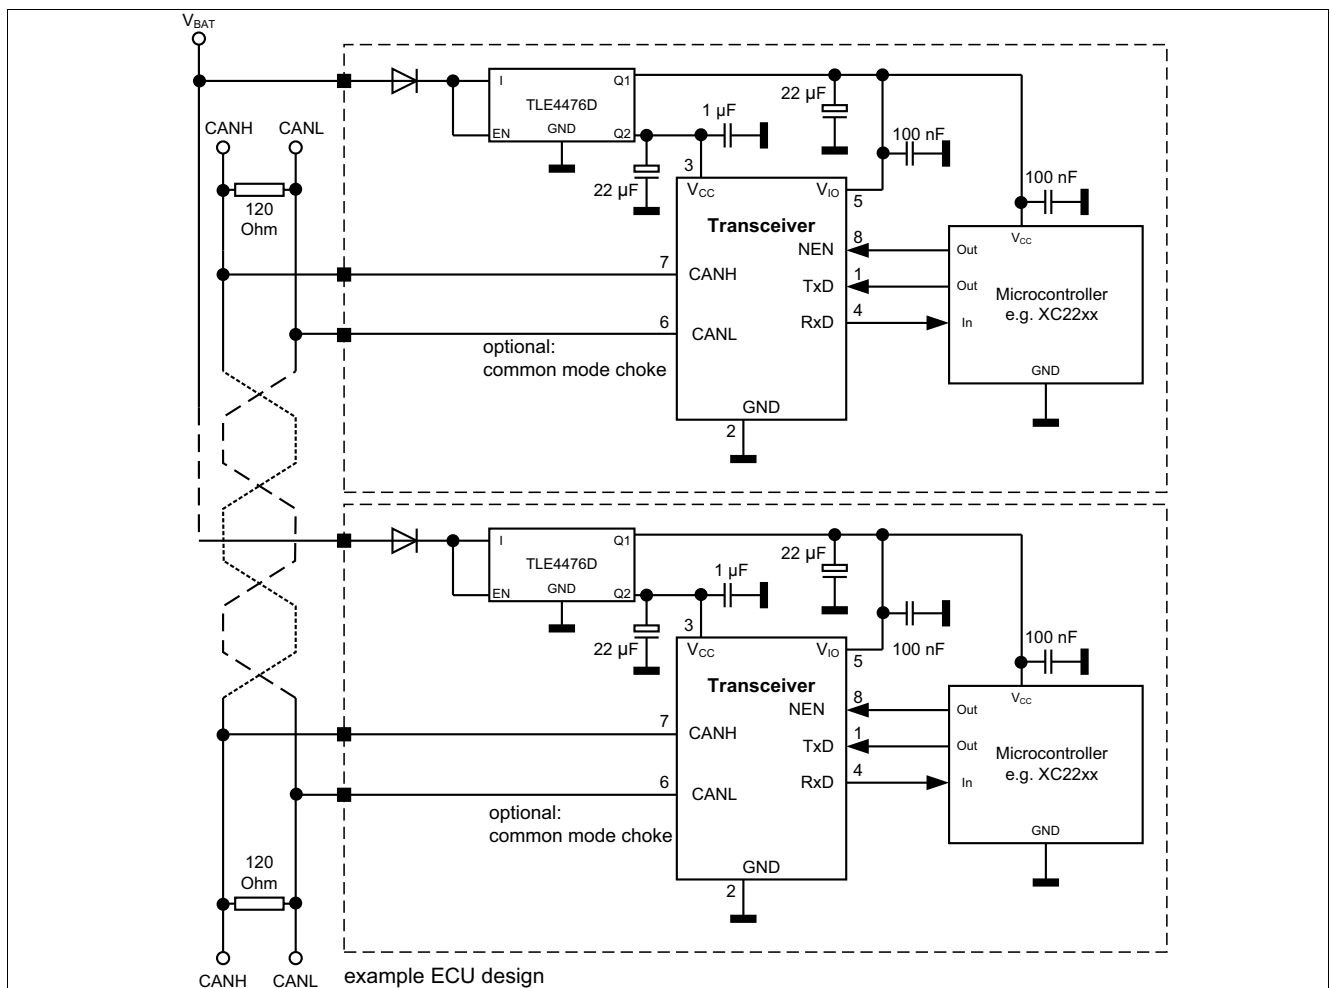 VBAT
CANH
CANL
120
Ohm
I
Q1
TLE4476D
EN
GND
Q2
22 µF
1 µF
22 µF
100 nF
100 nF
3
VCC
VIO
5
Transceiver
NEN
8
TxD
1
RxD
4
7
CANH
6
CANL
optional:
common mode choke
GND
2
VCC
Out
Out
In
Microcontroller
e.g. XC22xx
GND
I
Q1
TLE4476D
EN
GND
Q2
22 µF
1 µF
22 µF
100 nF
100 nF
3
VCC
VIO
5
Transceiver
NEN
8
TxD
1
RxD
4
7
CANH
6
CANL
optional:
common mode choke
GND
2
VCC
Out
Out
In
Microcontroller
e.g. XC22xx
GND
120
Ohm
CANH
CANL
example ECU design